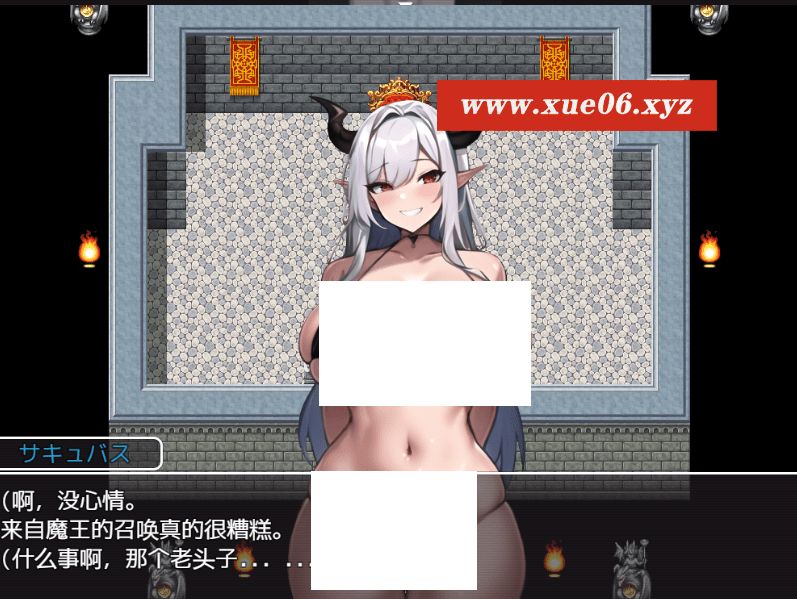 www.xue06.xyz
サキュバス
(啊，没心情。
来自魔王的召唤真的很糟糕。
(什么事啊，那个老头子... ...